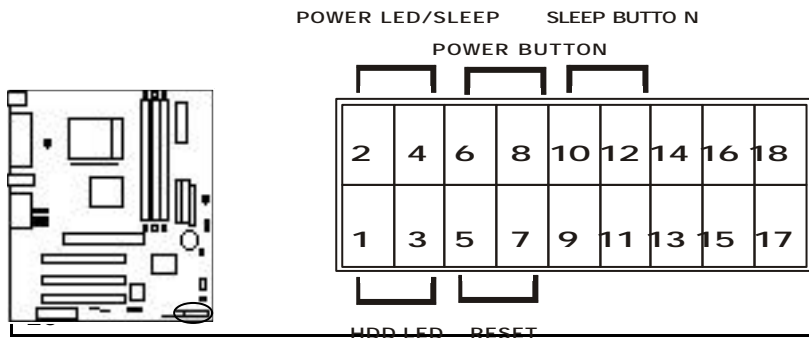 POWER LED/SLEEP SLEEP BUTTO N
POWER BUTTON
2 4 6 8 10 12 14 16 18
1 3 5 7 9 11 13 15 17
HDD LED RESET